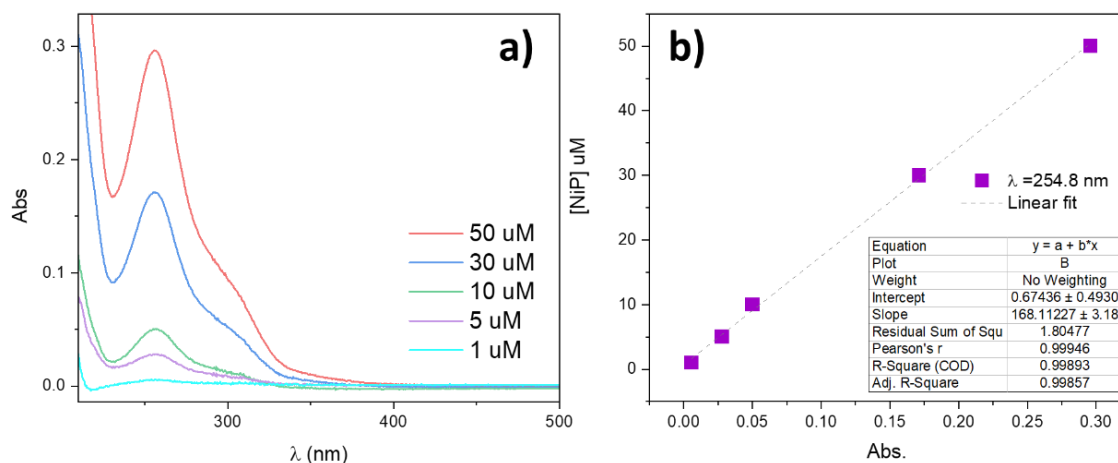 a)
0.3
0.2
0.1
0.0
Abs
300
400
500
λ (nm)
50 uM
30 uM
10 uM
5 uM
1 uM
b)
50
40
30
20
10
0
[NiP] uM
0.00
0.05
0.10
0.15
0.20
0.25
0.30
Abs.
λ =254.8 nm
Linear fit
Equation y = a + b*x
Plot B
Weight No Weighting
Intercept 0.67436 ± 0.4930
Slope 168.11227 ± 3.18
Residual Sum of Squ 1.80477
Pearson's r 0.99946
R-Square (COD) 0.99893
Adj. R-Square 0.99857